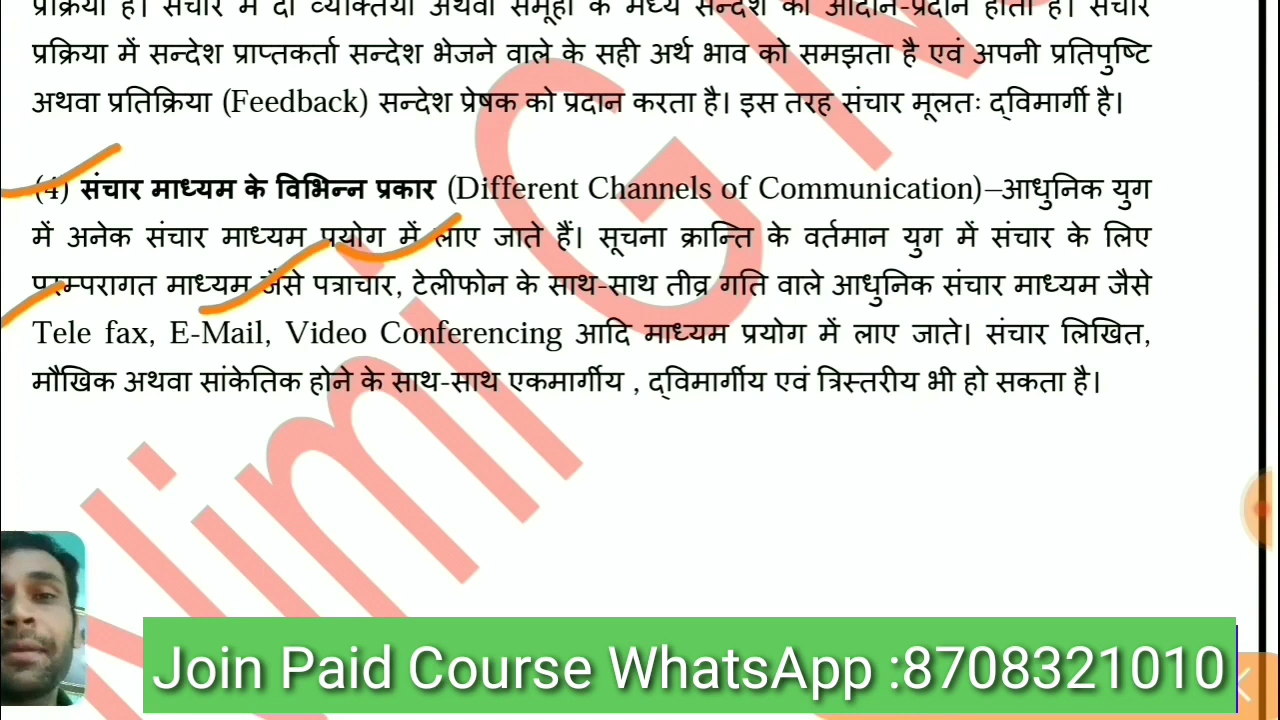 प्रक्रिया है। संचार में दो व्यक्तियों अथवा समूहों के मध्य सन्देश का आदान-प्रदान होता है। संचार
प्रक्रिया में सन्देश प्राप्तकर्ता सन्देश भेजने वाले के सही अर्थ भाव को समझता है एवं अपनी प्रतिपुष्टि
अथवा प्रतिक्रिया (Feedback) सन्देश प्रेषक को प्रदान करता है। इस तरह संचार मूलतः द्विमार्गी है।
(4) संचार माध्यम के विभिन्न प्रकार (Different Channels of Communication)–आधुनिक युग
में अनेक संचार माध्यम प्रयोग में लाए जाते हैं। सूचना क्रान्ति के वर्तमान युग में संचार के लिए
परम्परागत माध्यम जैसे पत्राचार, टेलीफोन के साथ-साथ तीव्र गति वाले आधुनिक संचार माध्यम जैसे
Tele fax, E-Mail, Video Conferencing आदि माध्यम प्रयोग में लाए जाते। संचार लिखित,
मौखिक अथवा सांकेतिक होने के साथ-साथ एकमार्गीय , द्विमार्गीय एवं त्रिस्तरीय भी हो सकता है।
Join Paid Course WhatsApp :8708321010